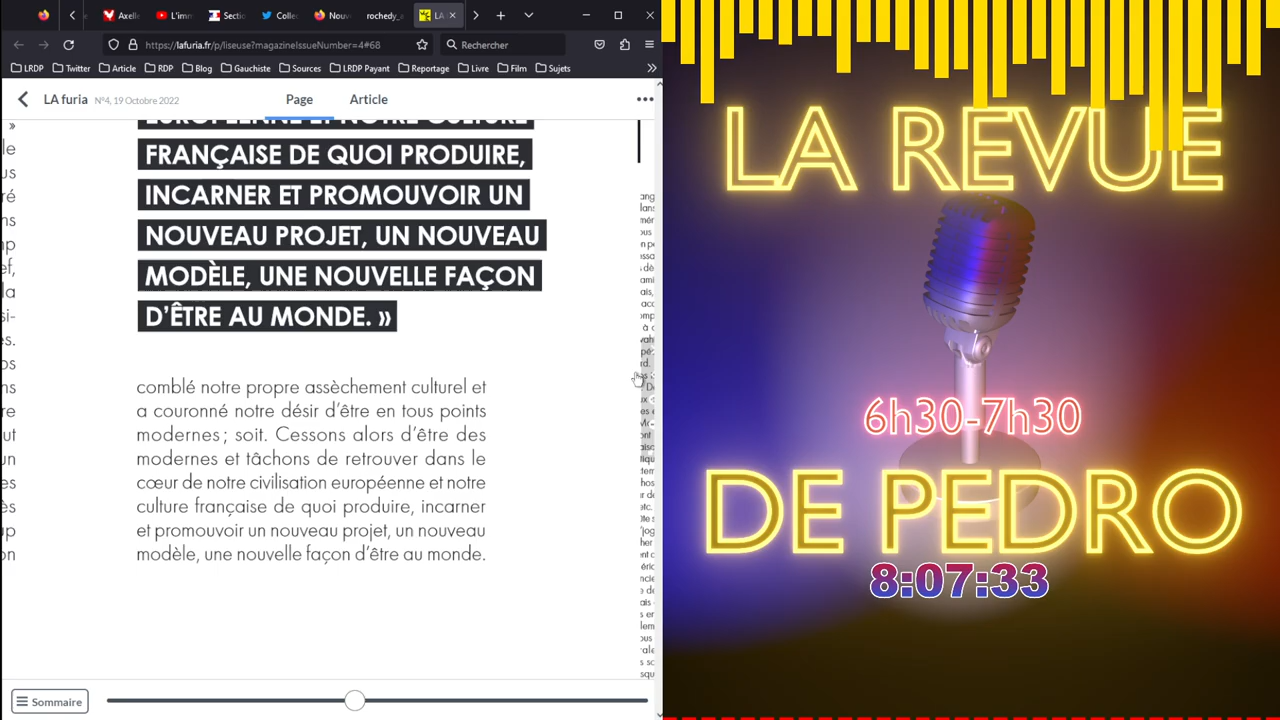 Axelle
L'imm
Sectio
Collec
Nouv
rochedy_a
LA
https://lafuria.fr/p/liseuse?magazineIssueNumber=4#68
Rechercher
LRDP
Twitter
Article
RDP
Blog
Gauchiste
Sources
LRDP Payant
Reportage
Livre
Film
Sujets
LA furia N°4, 19 Octobre 2022
Page
Article
EUROPÉENNE ET NOTRE CULTURE
FRANÇAISE DE QUOI PRODUIRE,
INCARNER ET PROMOUVOIR UN
NOUVEAU PROJET, UN NOUVEAU
MODÈLE, UNE NOUVELLE FAÇON
D'ÊTRE AU MONDE. »
comblé notre propre assèchement culturel et
a couronné notre désir d'être en tous points
modernes ; soit. Cessons alors d'être des
modernes et tâchons de retrouver dans le
cœur de notre civilisation européenne et notre
culture française de quoi produire, incarner
et promouvoir un nouveau projet, un nouveau
modèle, une nouvelle façon d'être au monde.
Sommaire
LA REVUE
6h30-7h30
DE PEDRO
8:07:33